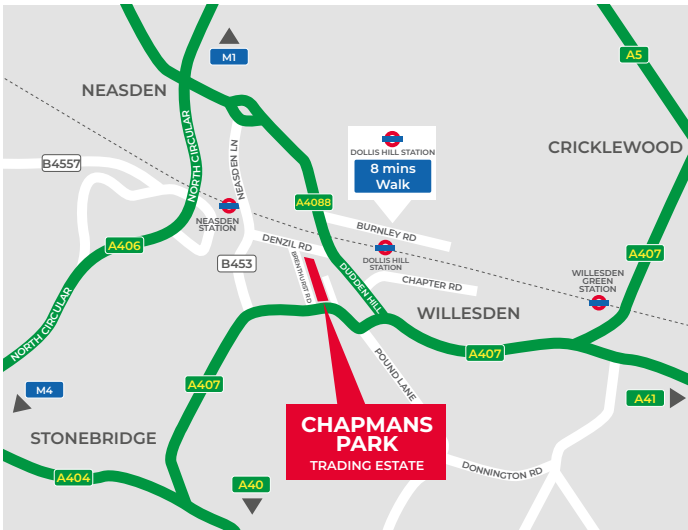 M1
A5
NEASDEN
NORTH CIRCULAR
CRICKLEWOOD
DOLLIS HILL STATION
8 mins
Walk
B4557
NEASDEN LN
A4088
NEASDEN
STATION
BURNLEY RD
A406
DENZIL RD
B453
BRENTHURST RD
DOLLIS HILL
STATION
A407
DUDDEN HILL
CHAPTER RD
WILLESDEN
GREEN
STATION
NORTH CIRCULAR
WILLESDEN
A407
POUND LANE
M4
A407
A41
CHAPMANS
PARK
TRADING ESTATE
STONEBRIDGE
A404
A40
DONNINGTON RD